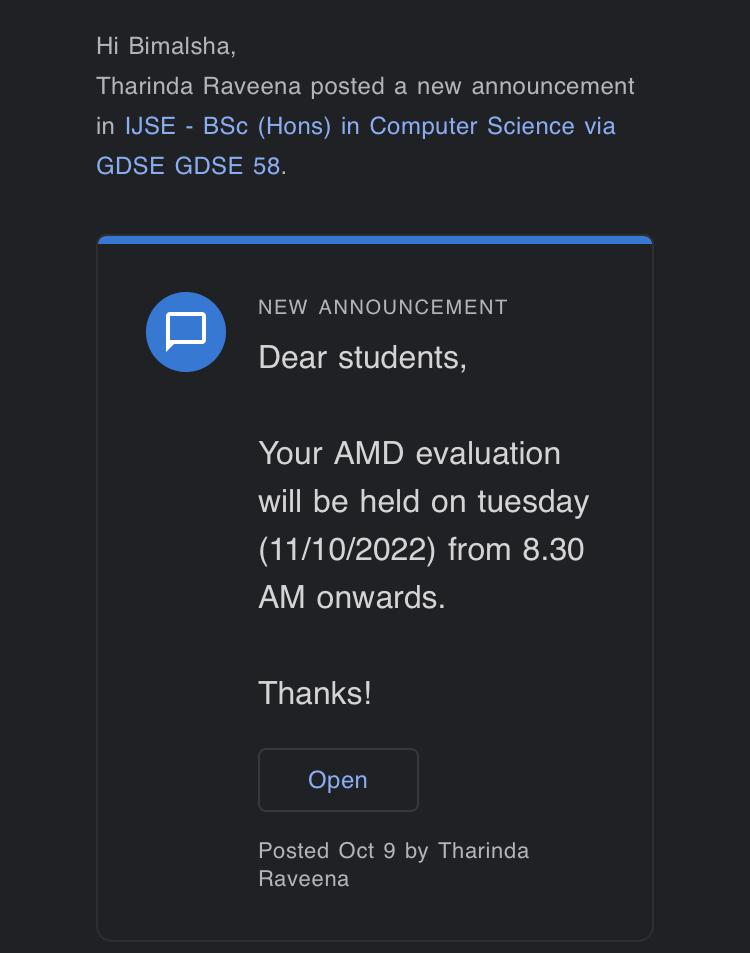 Hi Bimalsha,
Tharinda Raveena posted a new announcement
in IJSE - BSc (Hons) in Computer Science via
GDSE GDSE 58.
NEW ANNOUNCEMENT
Dear students,
Your AMD evaluation
will be held on tuesday
(11/10/2022) from 8.30
AM onwards.
Thanks!
Open
Posted Oct 9 by Tharinda
Raveena